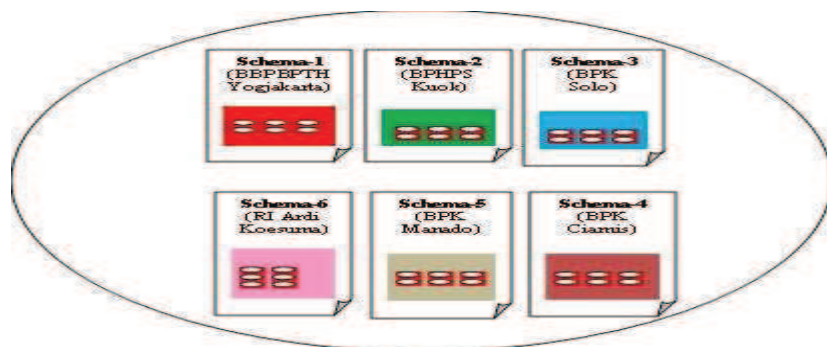 Schema-1
(BBPBPTH
Yogjakarta)
Schema-2
(BPHPS
Kuok)
Schema-3
(BPK
Solo)
Schema-6
(RI Ardi
Koesuma)
Schema-5
(BPK
Manado)
Schema-4
(BPK
Ciamis)